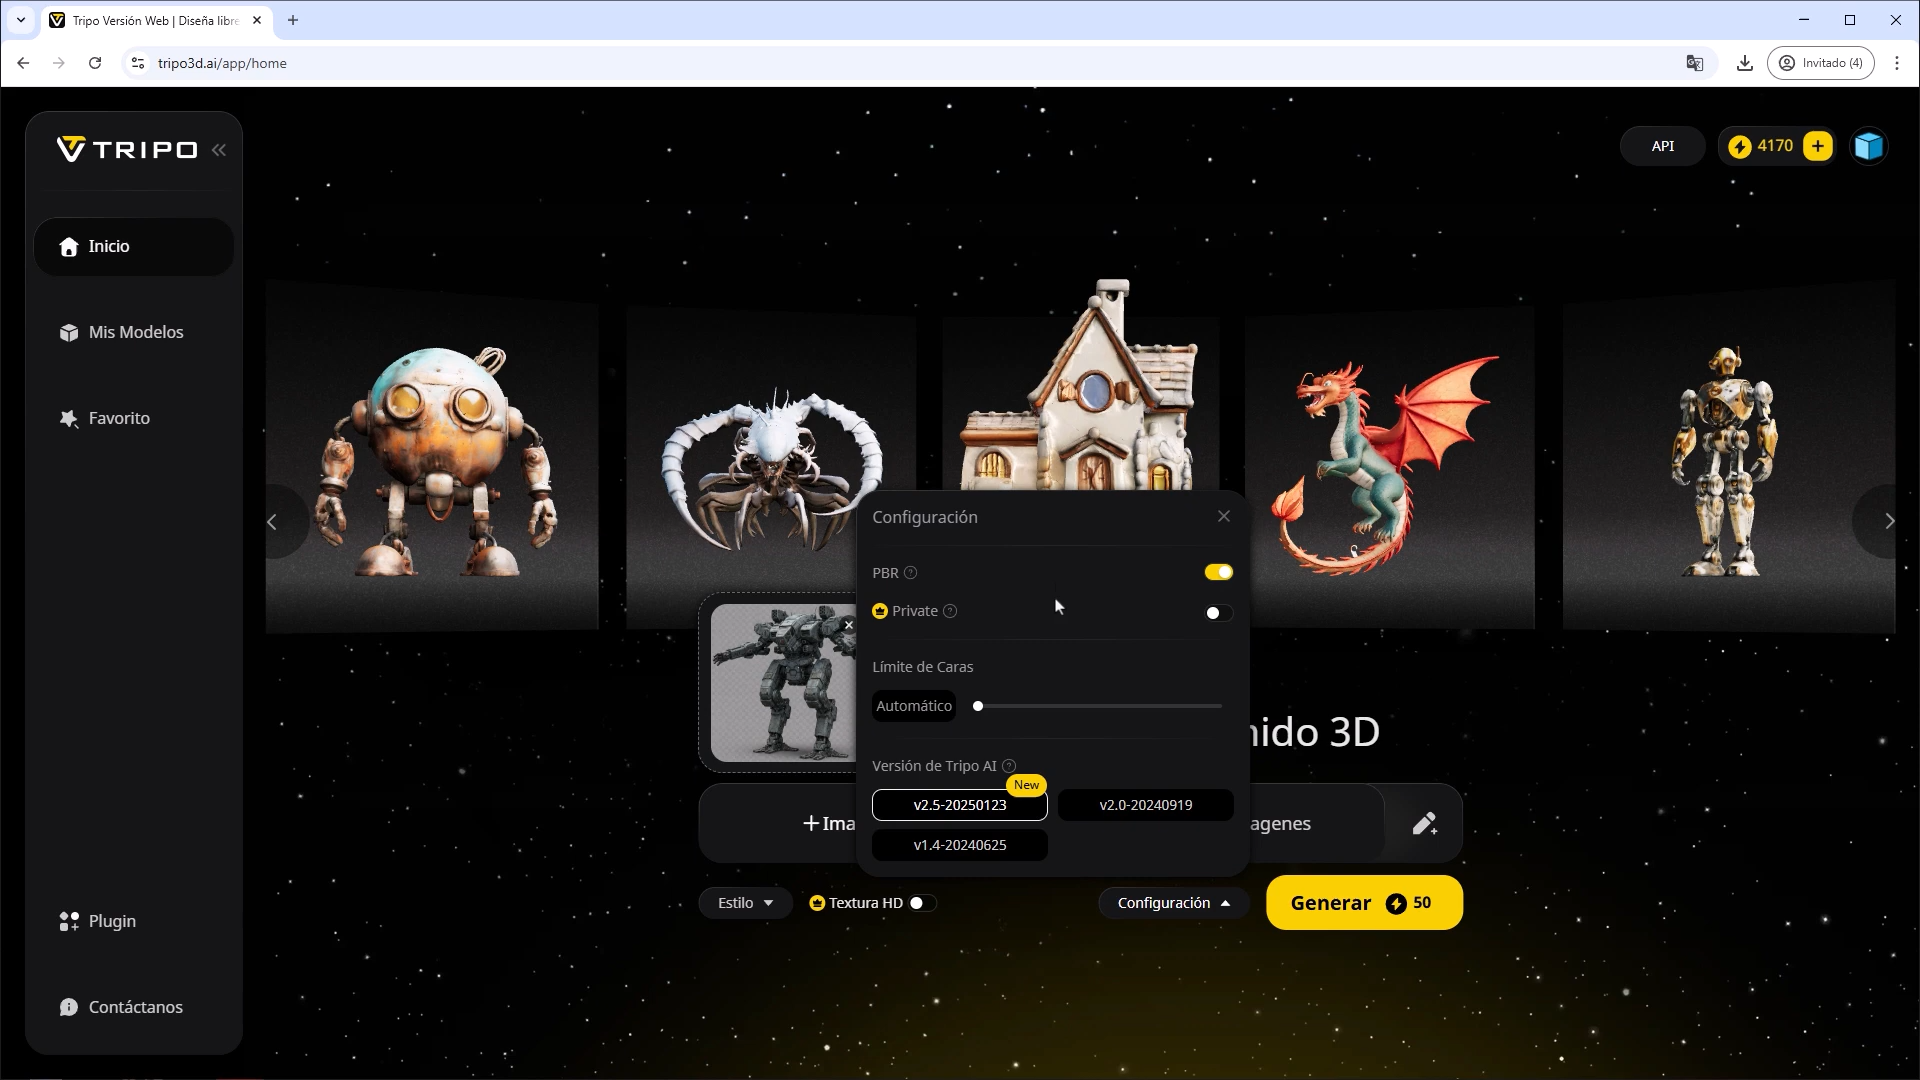 Tripo Versión Web | Diseña libre
tripo3d.ai/app/home
Invitado (4)
TRIPO
API
4170
Inicio
Mis Modelos
Favorito
Configuración
PBR
Private
Límite de Caras
Automático
nido 3D
Versión de Tripo AI
New
v2.5-20250123
v2.0-20240919
+Ima
agenes
v1.4-20240625
Estilo
Textura HD
Configuración
Generar 50
Plugin
Contáctanos